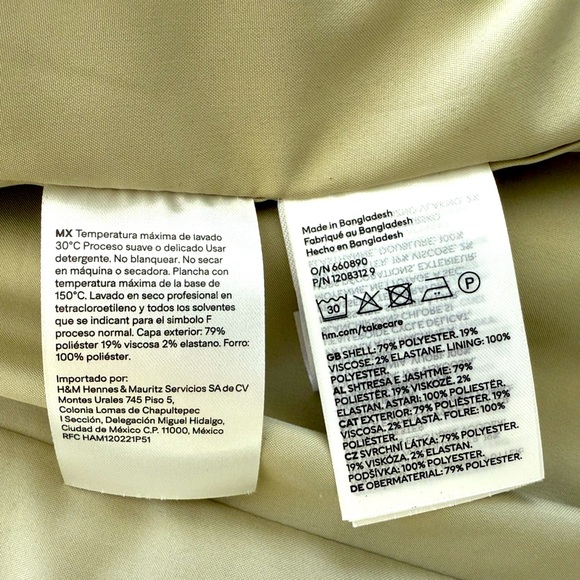 MX Temperatura máxima de lavado
30°C Proceso suave o delicado Usar
detergente. No blanquear. No secar
en máquina o secadora. Plancha con
temperatura máxima de la base de
150°C. Lavado en seco profesional en
tetracloroetileno y todos los solventes
que se indican para el simbolo F
proceso normal. Capa exterior: 79%
poliéster 19% viscosa 2% elastano. Forro:
100% poliéster.
Importado por:
H&M Hennes & Mauritz Servicios SA de CV
Montes Urales 745 Piso 5,
Colonia Lomas de Chapultepec
I Sección, Delegación Miguel Hidalgo,
Ciudad de México C.P. 11000, México
RFC HAM120221P51
Made in Bangladesh
Fabriqué au Bangladesh
Hecho en Bangladesh
O/N 660890
P/N 1208312 9
30
P
hm.com/takecare
GB SHELL: 79% POLYESTER. 19%
VISCOSE. 2% ELASTANE. LINING: 100%
POLYESTER.
AL SHTRESA E JASHTME: 79%
POLIESTËR. 19% VISKOZË. 2%
ELASTAN. ASTARI: 100% POLIESTËR.
CAT EXTERIOR: 79% POLIÈSTER. 19%
VISCOSA. 2% ELASTÀ. FOLRE: 100%
POLIÈSTER.
CZ SVRCHNÍ LÁTKA: 79% POLYESTER.
19% VISKÓZA. 2% ELASTAN.
PODŠÍVKA: 100% POLYESTER.
DE OBERMATERIAL: 79% POLYESTER.